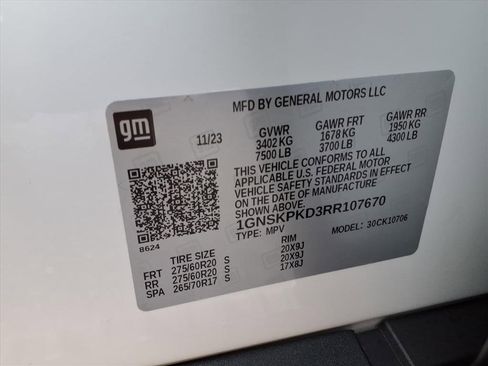 MFD BY GENERAL MOTORS LLC
gm
11/23 GVWR GAWR FRT GAWR RR
3402 KG 1678 KG 1950 KG
7500 LB 3700 LB 4300 LB
THIS VEHICLE CONFORMS TO ALL
APPLICABLE U.S. FEDERAL MOTOR
VEHICLE SAFETY STANDARDS IN EFFECT
ON THE DATE OF MANUFACTURE
SHOWN ABOVE.
1GNSKPKD3RR107670
TYPE: MPV MODEL: 30CK10706
8624
TIRE SIZE RIM
FRT 275/60R20 S 20X9J
RR 275/60R20 S 20X9J
SPA 265/70R17 S 17X8J